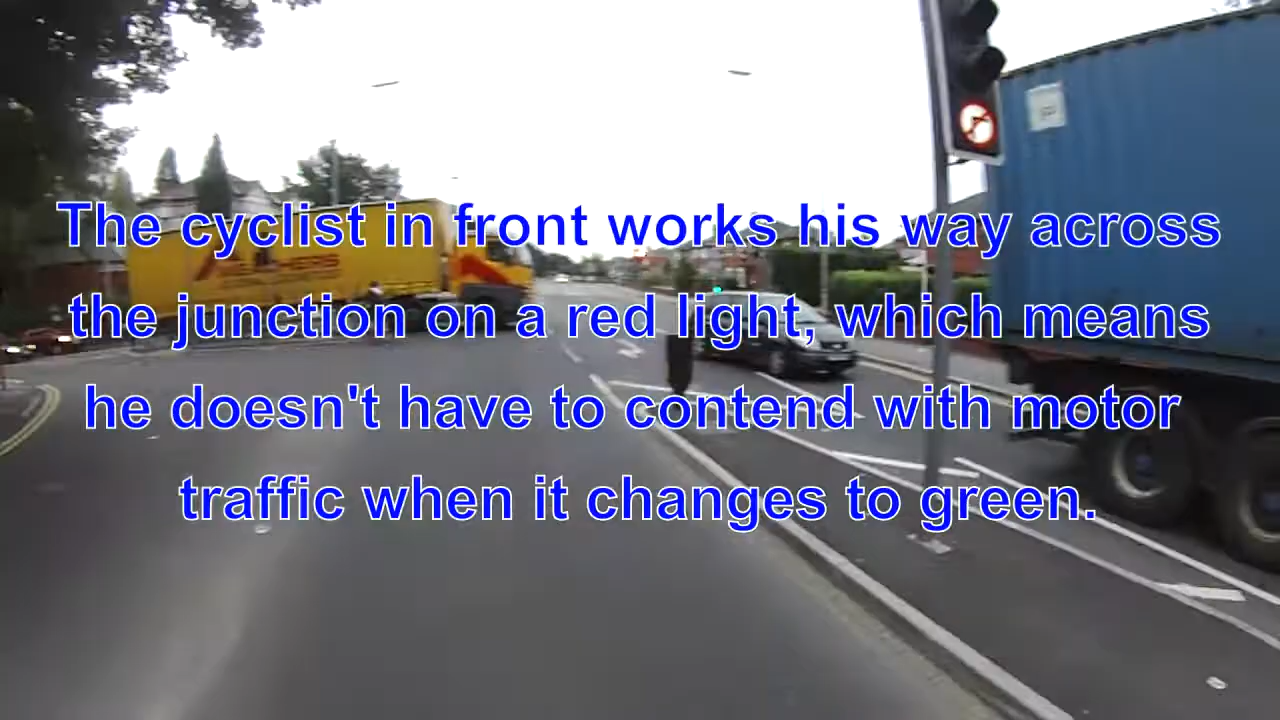 The cyclist in front works his way across
the junction on a red light, which means
he doesn't have to contend with motor
traffic when it changes to green.